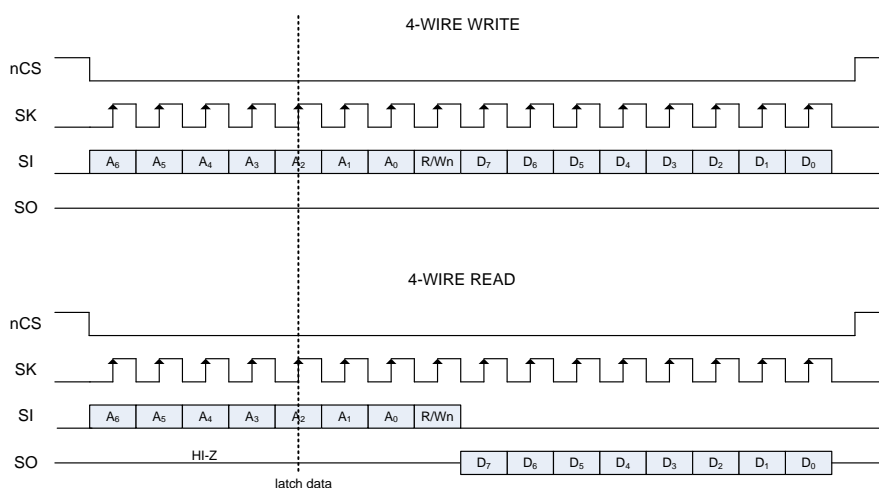 4-WIRE WRITE
nCS
SK
SI A₆ A₅ A₄ A₃ A₂ A₁ A₀ R/Wn D₇ D₆ D₅ D₄ D₃ D₂ D₁ D₀
SO
4-WIRE READ
nCS
SK
SI A₆ A₅ A₄ A₃ A₂ A₁ A₀ R/Wn
SO HI-Z D₇ D₆ D₅ D₄ D₃ D₂ D₁ D₀
latch data